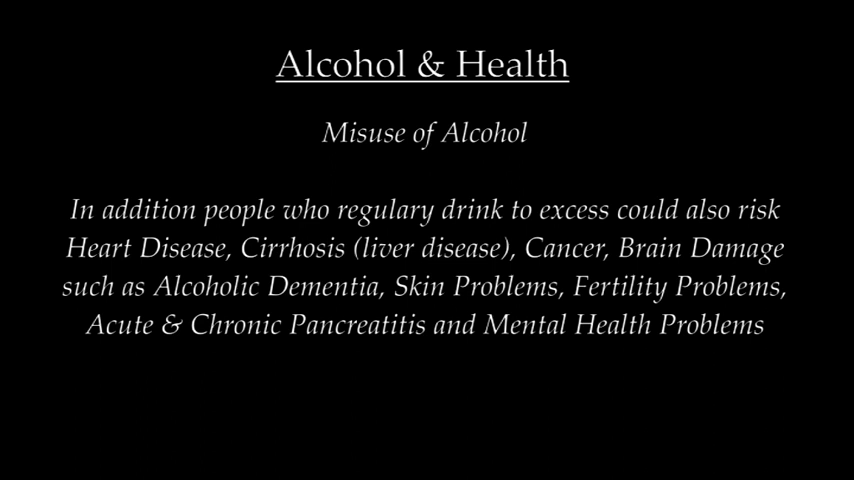 Alcohol & Health
Misuse of Alcohol
In addition people who regulary drink to excess could also risk
Heart Disease, Cirrhosis (liver disease), Cancer, Brain Damage
such as Alcoholic Dementia, Skin Problems, Fertility Problems,
Acute & Chronic Pancreatitis and Mental Health Problems